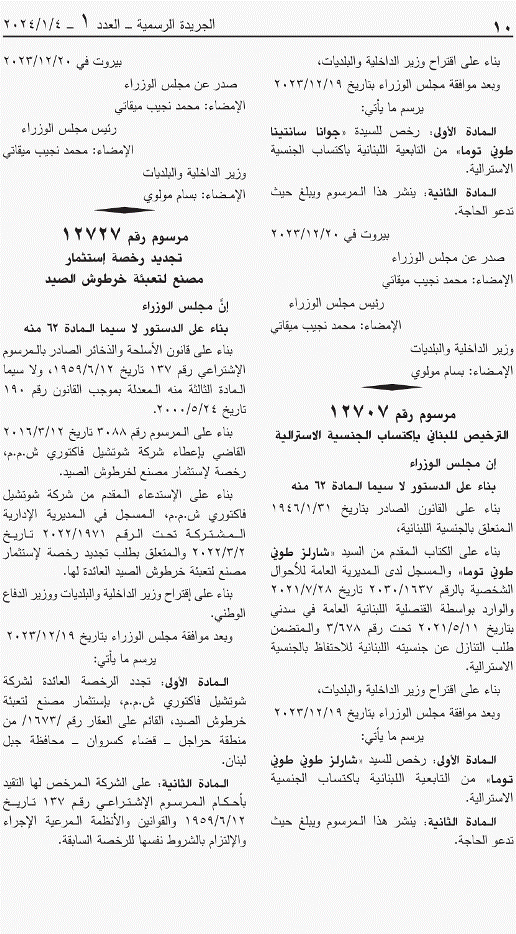 ١٠
الجريدة الرسمية ـ العدد ١ ـ ٢٠٢٤/١/٤
بناء على اقتراح وزير الداخلية والبلديات،
وبعد موافقة مجلس الوزراء بتاريخ ٢٠٢٣/١٢/١٩
يرسم ما يأتي:
المادة الأولى: رخص للسيدة «جوانا سانتينا
طوني توما» من التابعية اللبنانية باكتساب الجنسية
الاسترالية.
المادة الثانية: ينشر هذا المرسوم ويبلغ حيث
تدعو الحاجة.
بيروت في ٢٠٢٣/١٢/٢٠
صدر عن مجلس الوزراء
الإمضاء: محمد نجيب ميقاتي
رئيس مجلس الوزراء
الإمضاء: محمد نجيب ميقاتي
وزير الداخلية والبلديات
الإمضاء: بسام مولوي
مرسوم رقم ١٢٧٠٧
الترخيص للبناني بإكتساب الجنسية الاسترالية
إن مجلس الوزراء
بناء على الدستور لا سيما المادة ٦٢ منه
بناء على القانون الصادر بتاريخ ١٩٤٦/١/٣١
المتعلق بالجنسية اللبنانية،
بناء على الكتاب المقدم من السيد «شارلز طوني
طوني توما» والمسجل لدى المديرية العامة للأحوال
الشخصية بالرقم ٢٠٣٠/١٦٣٧ تاريخ ٢٠٢١/٧/٢٨
والوارد بواسطة القنصلية اللبنانية العامة في سدني
بتاريخ ٢٠٢١/٥/١١ تحت رقم ٣/٦٧٨ والمتضمن
طلب التنازل عن جنسيته اللبنانية للاحتفاظ بالجنسية
الاسترالية.
بناء على اقتراح وزير الداخلية والبلديات،
وبعد موافقة مجلس الوزراء بتاريخ ٢٠٢٣/١٢/١٩
يرسم ما يأتي:
المادة الأولى: رخص للسيد «شارلز طوني طوني
توما» من التابعية اللبنانية باكتساب الجنسية
الاسترالية.
المادة الثانية: ينشر هذا المرسوم ويبلغ حيث
تدعو الحاجة.
بيروت في ٢٠٢٣/١٢/٢٠
صدر عن مجلس الوزراء
الإمضاء: محمد نجيب ميقاتي
رئيس مجلس الوزراء
الإمضاء: محمد نجيب ميقاتي
وزير الداخلية والبلديات
الإمضاء: بسام مولوي
مرسوم رقم ١٢٧٢٧
تجديد رخصة إستثمار
مصنع لتعبئة خرطوش الصيد
إنّ مجلس الوزراء
بناء على الدستور لا سيما المادة ٦٢ منه
بناء على قانون الأسلحة والذخائر الصادر بالمرسوم
الإشتراعي رقم ١٣٧ تاريخ ١٩٥٩/٦/١٢، ولا سيما
المادة الثالثة منه المعدلة بموجب القانون رقم ١٩٠
تاريخ ٢٠٠٠/٥/٢٤.
بناء على المرسوم رقم ٣٠٨٨ تاريخ ٢٠١٦/٣/١٢
القاضي بإعطاء شركة شوتشيل فاكتوري ش.م.م،
رخصة لإستثمار مصنع لخرطوش الصيد.
بناء على الإستدعاء المقدم من شركة شوتشيل
فاكتوري ش.م.م، المسجل في المديرية الإدارية
المشتركة تحت الرقم ٢٠٢٢/١٩٧١ تاريخ
٢٠٢٢/٣/٢ والمتعلق بطلب تجديد رخصة لإستثمار
مصنع لتعبئة خرطوش الصيد العائدة لها.
بناء على إقتراح وزير الداخلية والبلديات ووزير الدفاع
الوطني.
وبعد موافقة مجلس الوزراء بتاريخ ٢٠٢٣/١٢/١٩
يرسم ما يأتي:
المادة الأولى: تجدد الرخصة العائدة لشركة
شوتشيل فاكتوري ش.م.م، بإستثمار مصنع لتعبئة
خرطوش الصيد، القائم على العقار رقم /١٦٧٣/ من
منطقة حراجل ـ قضاء كسروان ـ محافظة جبل
لبنان.
المادة الثانية: على الشركة المرخص لها التقيد
بأحكام المرسوم الإشتراعي رقم ١٣٧ تاريخ
١٩٥٩/٦/١٢ والقوانين والأنظمة المرعية الإجراء
والإلتزام بالشروط نفسها للرخصة السابقة.